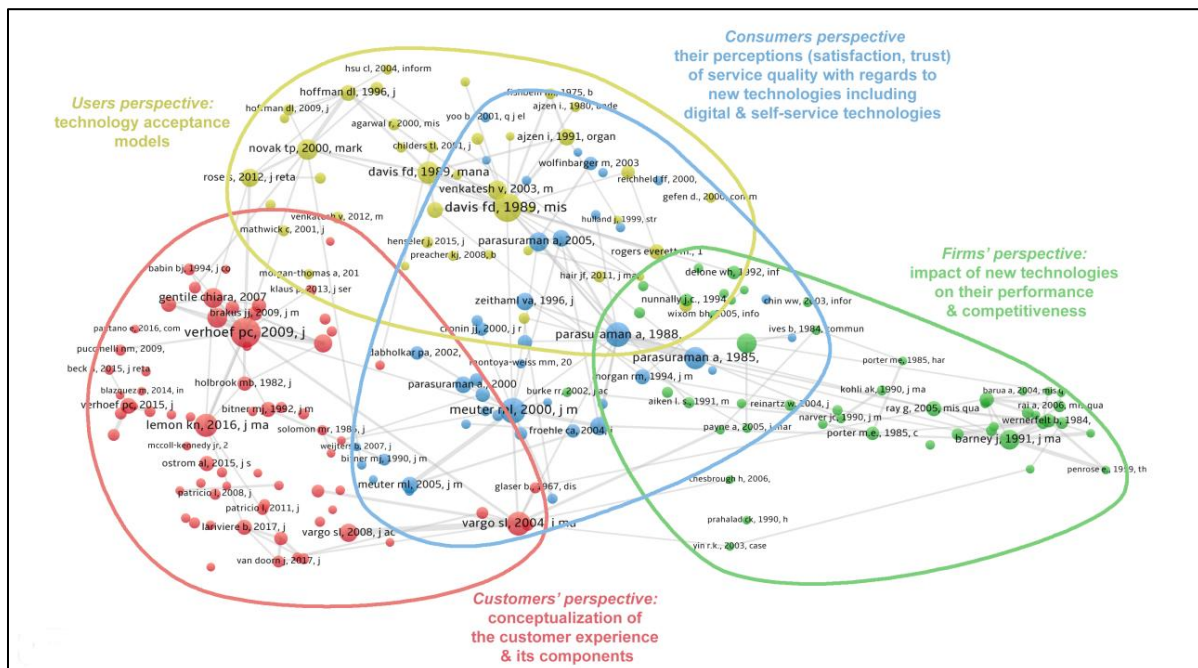 Consumers perspective
their perceptions (satisfaction, trust)
of service quality with regards to
new technologies including
digital & self-service technologies
Users perspective:
technology acceptance
models
Firms' perspective:
impact of new technologies
on their performance
& competitiveness
Customers' perspective:
conceptualization of
the customer experience
& its components
hsu cl, 2004, inform
hoffman dl, 1996, j
hoffman dl, 2009, j
agarwal r, 2000, mis
yoo b, 2001, q j el
1975, b
ajzen i., 1980,
ajzen i, 1991, organ
novak tp, 2000, mark
childers tl, 2001, j
wolfinbarger m, 2003
davis fd, 1989, mana
reichheld ff, 2000,
rose s, 2012, j reta
venkatesh v, 2003, m
gefen d., 2000, com m
davis fd, 1989, mis
venkatesh v, 2012, m
hulland j, 1999, str
mathwick c, 2001, j
henseler j, 2015, j
parasuraman a, 2005,
rogers everett m., 1
preacher kj, 2008, b
babin bj, 1994, j co
morgan-thomas a, 201
hair jf, 2011, j ma
delone wh, 1992, inf
gentile chiara, 2007
klaus p, 2013, j ser
zeithaml va, 1996, j
nunnally j.c., 1994
chin ww, 2003, infor
brakus jj, 2009, j m
wixom bh, 2005, info
verhoef pc, 2009, j
cronin jj, 2000, j r
parasuraman a, 1988,
ives b, 1984, commun
pantano e, 2016, com
puccinelli nm, 2009,
dabholkar pa, 2002,
montoya-weiss mm, 20
parasuraman a, 1985,
porter me, 1985, har
beck n, 2015, j reta
holbrook mb, 1982, j
parasuraman a., 2000
burke rr, 2002, j ac
morgan rm, 1994, j m
kohli ak, 1990, j ma
barua a, 2004, mis q
blazquez m, 2014, in
verhoef pc, 2015, j
bitner mj, 1992, j m
meuter ml, 2000, j m
aiken l. s., 1991, m
reinartz w, 2004, j
narver jc, 1990, j m
ray g, 2005, mis qua
rai a, 2006, mis qua
wernerfelt b, 1984,
lemon kn, 2016, j ma
solomon mr, 1985, j
froehle ca, 2004, j
payne a, 2005, j mar
porter m.e., 1985, c
barney j, 1991, j ma
mccoll-kennedy jr, 2
weijters b, 2007, j
bitner mj, 1990, j m
ostrom al, 2015, j s
meuter ml, 2005, j m
glaser b., 1967, dis
chesbrough h, 2006,
penrose e., 1959, th
patricio l, 2008, j
patricio l, 2011, j
lariviere b, 2017, j
vargo sl, 2008, j ac
vargo sl, 2004, j ma
prahalad ck, 1990, h
yin r.k., 2003, case
van doorn j, 2017, j